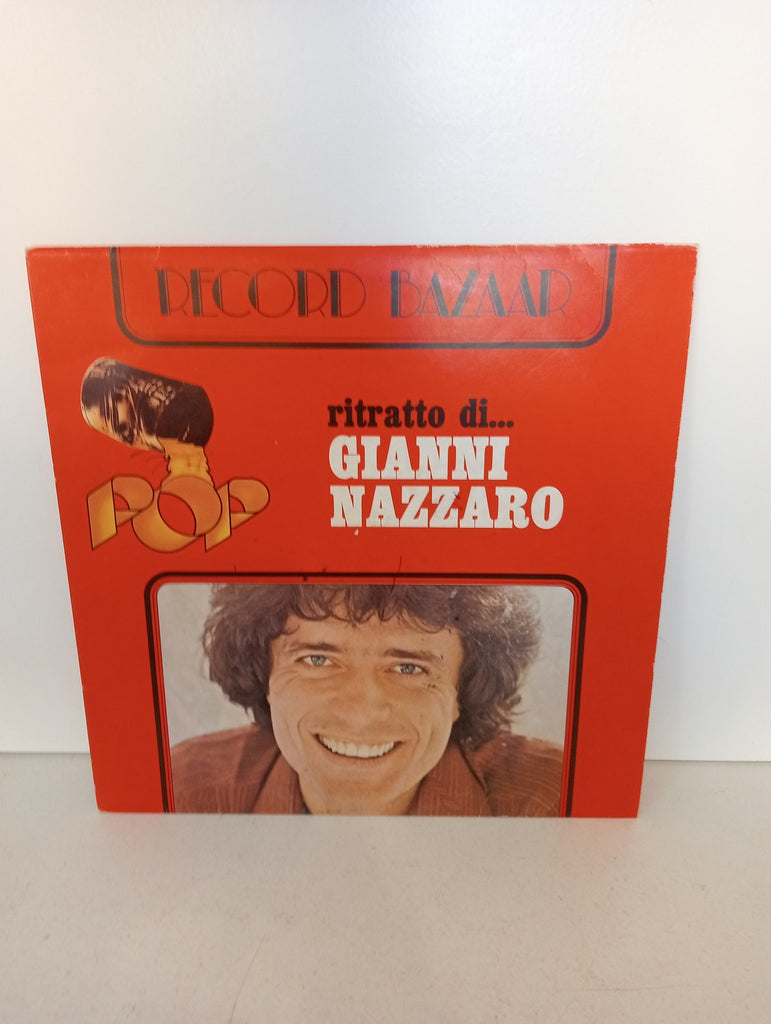 RECORD BAZAAR
ritratto di...
GIANNI
NAZZARO
POP